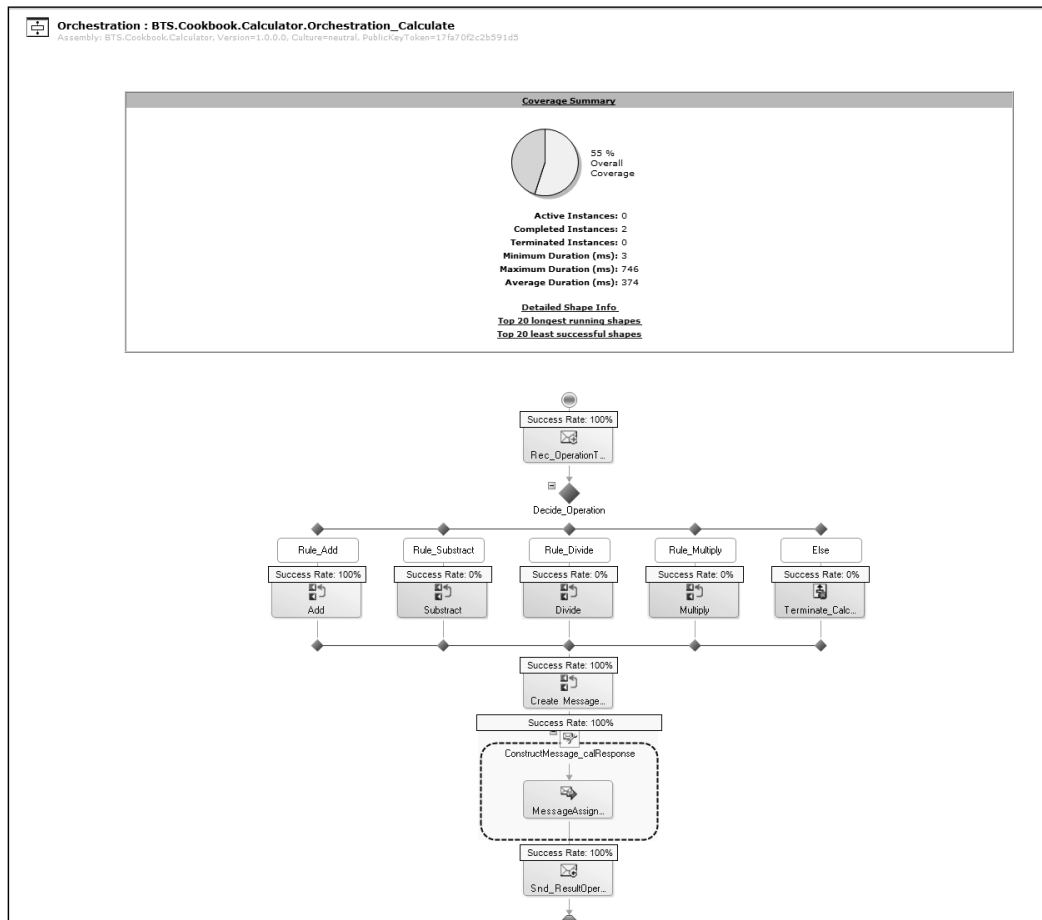 Orchestration : BTS.Cookbook.Calculator.Orchestration_Calculate
Assembly: BTS.Cookbook.Calculator, Version=1.0.0.0, Culture=neutral, PublicKeyToken=17fa70f2c2b591d5
Coverage Summary
55 %
Overall
Coverage
Active Instances: 0
Completed Instances: 2
Terminated Instances: 0
Minimum Duration (ms): 3
Maximum Duration (ms): 746
Average Duration (ms): 374
Detailed Shape Info
Top 20 longest running shapes
Top 20 least successful shapes
Success Rate: 100%
Rec_OperationT...
Decide_Operation
Rule_Add Rule_Substract Rule_Divide Rule_Multiply Else
Success Rate: 100% Success Rate: 0% Success Rate: 0% Success Rate: 0% Success Rate: 0%
Add Substract Divide Multiply Terminate_Calc...
Success Rate: 100%
Create Message...
Success Rate: 100%
ConstructMessage_calResponse
MessageAssign...
Success Rate: 100%
Snd_ResultOper...